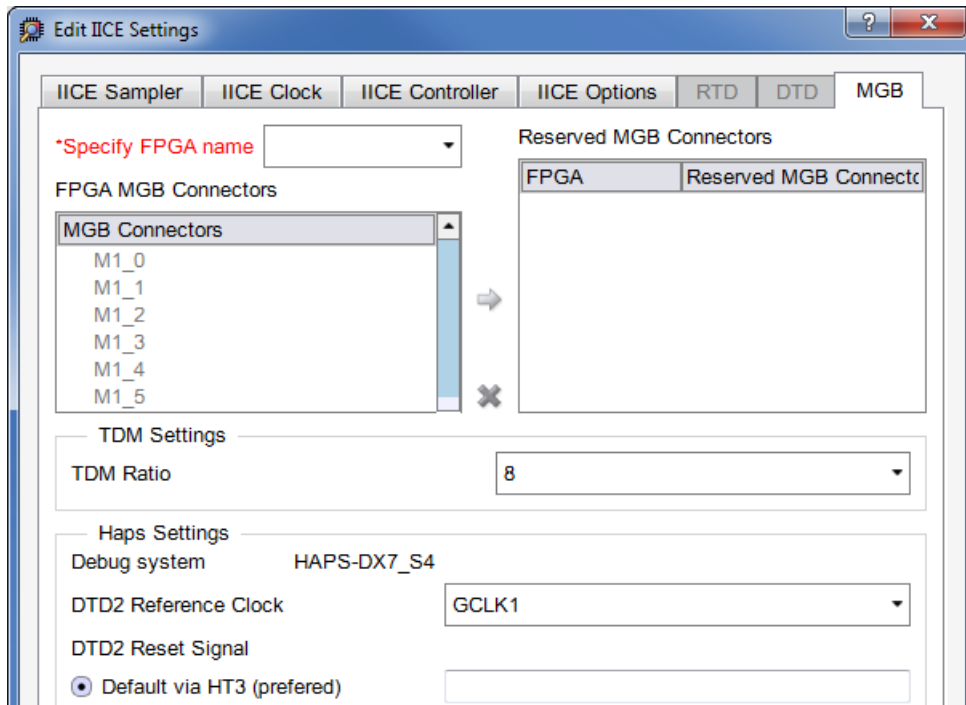 Edit IICE Settings
?
IICE Sampler IICE Clock IICE Controller IICE Options RTD DTD MGB
*Specify FPGA name
Reserved MGB Connectors
FPGA Reserved MGB Connectc
FPGA MGB Connectors
MGB Connectors
M1_0
M1_1
M1_2
M1_3
M1_4
M1_5
TDM Settings
TDM Ratio 8
Haps Settings
Debug system HAPS-DX7_S4
DTD2 Reference Clock GCLK1
DTD2 Reset Signal
Default via HT3 (prefered)